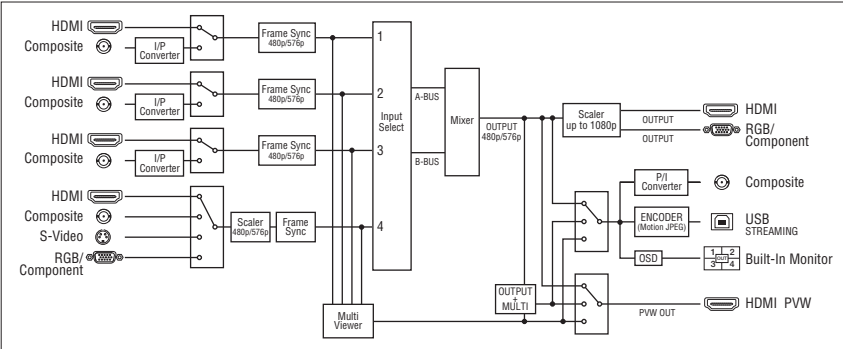 HDMI
Composite
I/P
Converter
Frame Sync
480p/576p
1
HDMI
Composite
I/P
Converter
Frame Sync
480p/576p
2
HDMI
Composite
I/P
Converter
Frame Sync
480p/576p
3
HDMI
Composite
S-Video
RGB/
Component
Scaler
480p/576p
Frame
Sync
4
Input
Select
A-BUS
B-BUS
Mixer
OUTPUT
480p/576p
Multi
Viewer
OUTPUT
+
MULTI
Scaler
up to 1080p
OUTPUT
OUTPUT
HDMI
RGB/
Component
P/I
Converter
Composite
ENCODER
(Motion JPEG)
USB
STREAMING
OSD
1 2
OUT
3 4
Built-In Monitor
PVW OUT
HDMI PVW